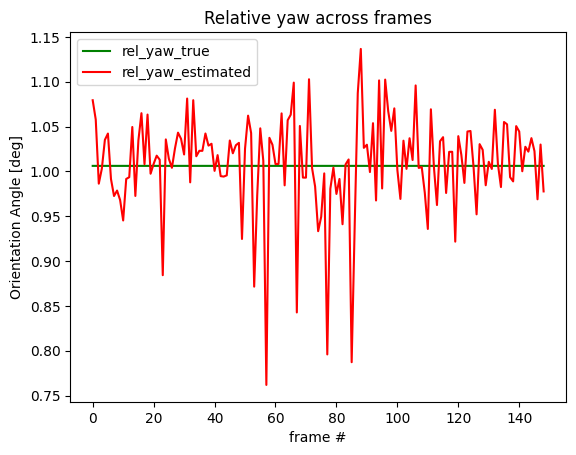 Relative yaw across frames
rel_yaw_true
rel_yaw_estimated
Orientation Angle [deg]
1.15
1.10
1.05
1.00
0.95
0.90
0.85
0.80
0.75
0 20 40 60 80 100 120 140
frame #